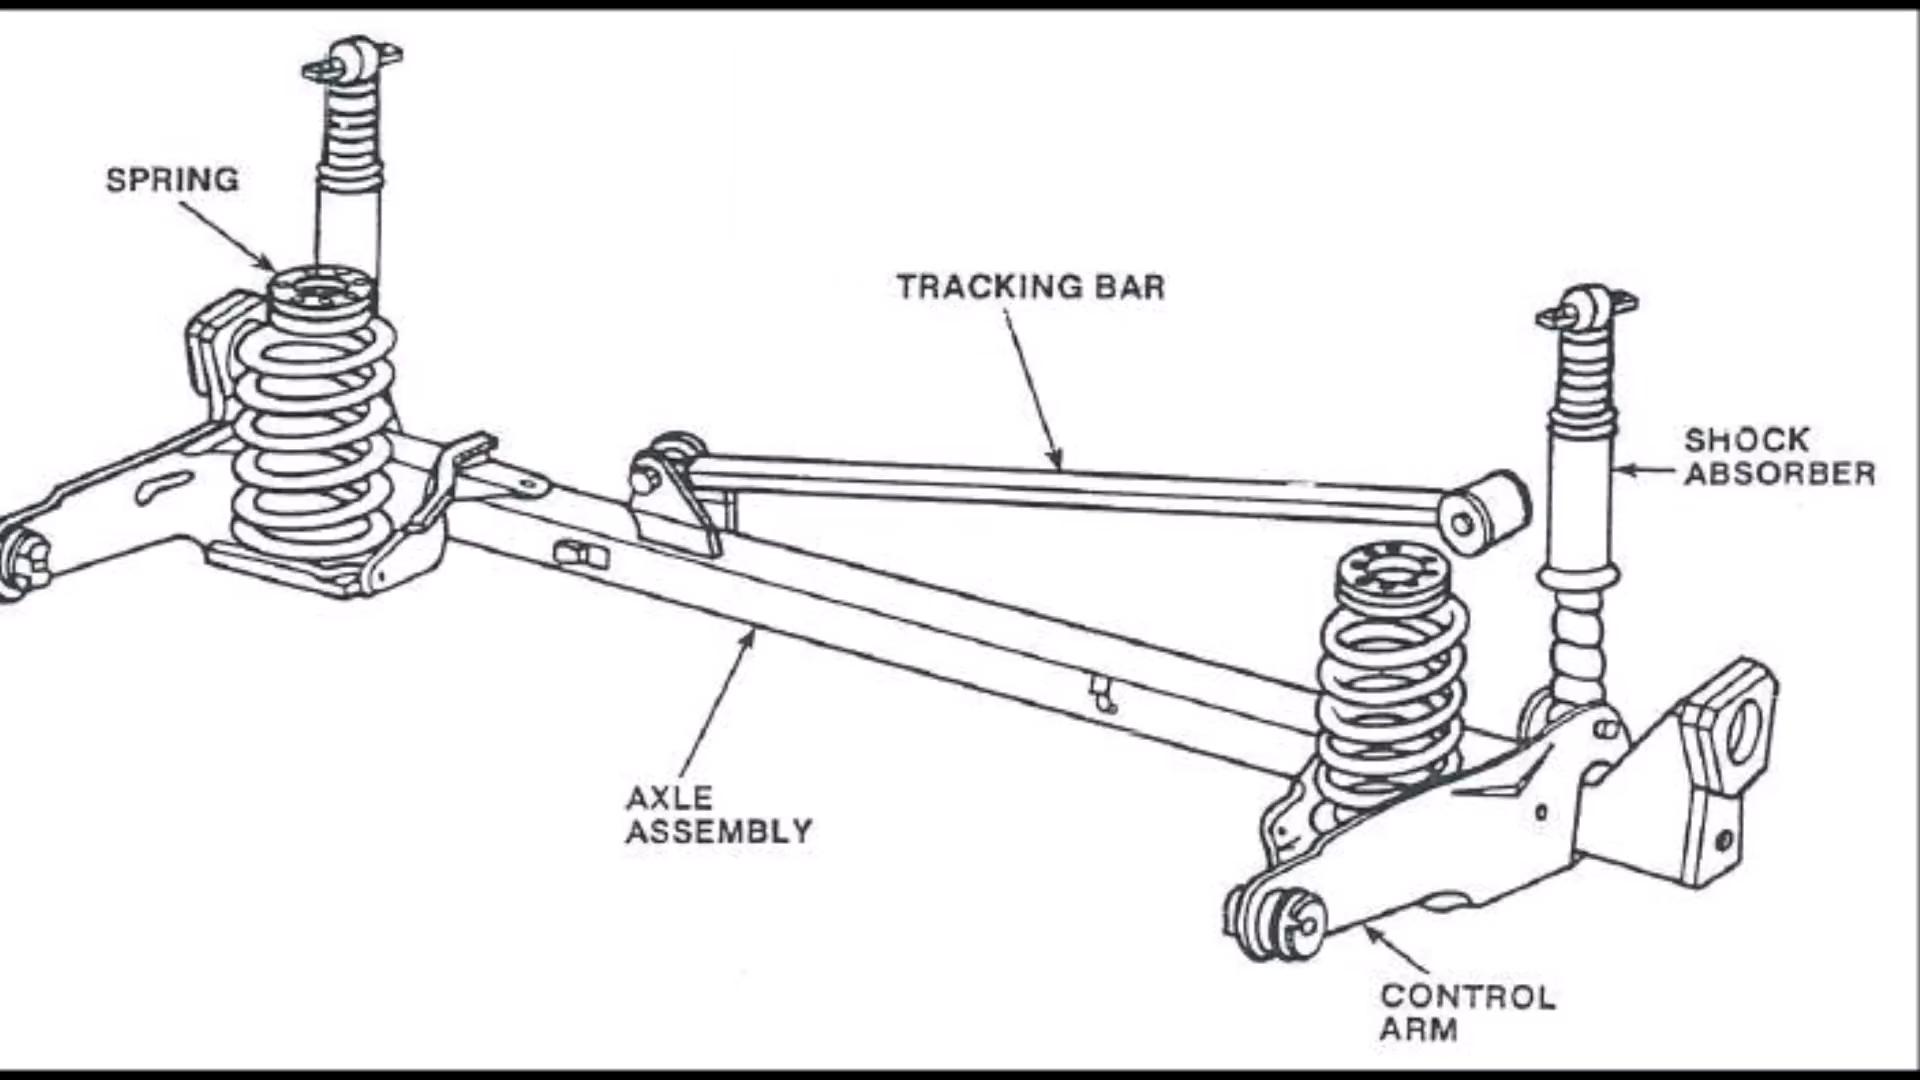 SPRING
TRACKING BAR
SHOCK
ABSORBER
AXLE
ASSEMBLY
CONTROL
ARM